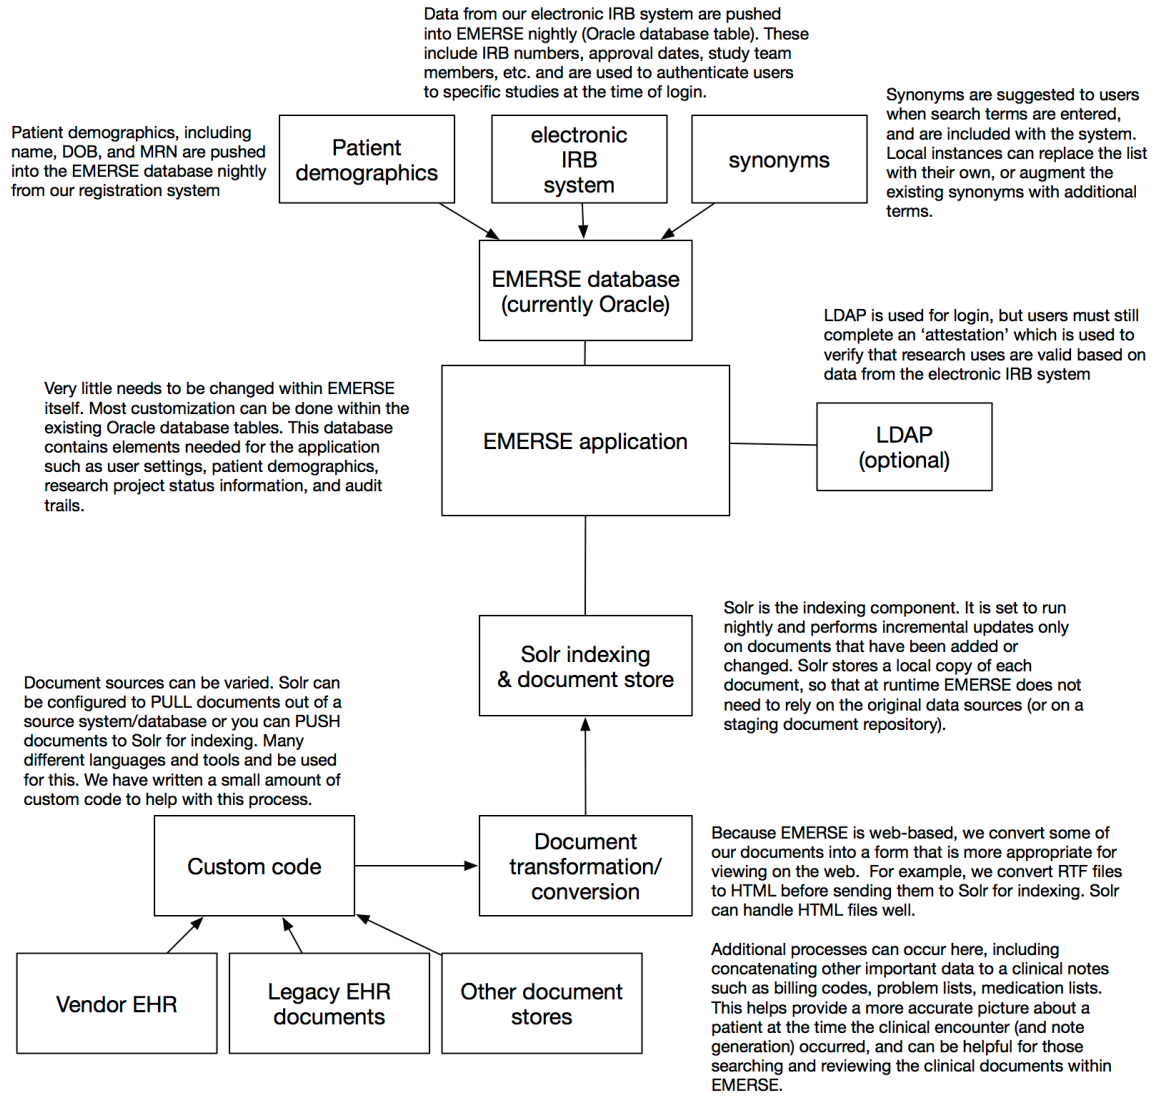 Data from our electronic IRB system are pushed
into EMERSE nightly (Oracle database table). These
include IRB numbers, approval dates, study team
members, etc. and are used to authenticate users
to specific studies at the time of login.
Patient demographics, including
name, DOB, and MRN are pushed
into the EMERSE database nightly
from our registration system
Patient
demographics
electronic
IRB
system
synonyms
Synonyms are suggested to users
when search terms are entered,
and are included with the system.
Local instances can replace the list
with their own, or augment the
existing synonyms with additional
terms.
EMERSE database
(currently Oracle)
LDAP is used for login, but users must still
complete an ‘attestation’ which is used to
verify that research uses are valid based on
data from the electronic IRB system
Very little needs to be changed within EMERSE
itself. Most customization can be done within the
existing Oracle database tables. This database
contains elements needed for the application
such as user settings, patient demographics,
research project status information, and audit
trails.
EMERSE application
LDAP
(optional)
Solr indexing
& document store
Solr is the indexing component. It is set to run
nightly and performs incremental updates only
on documents that have been added or
changed. Solr stores a local copy of each
document, so that at runtime EMERSE does not
need to rely on the original data sources (or on a
staging document repository).
Document sources can be varied. Solr can
be configured to PULL documents out of a
source system/database or you can PUSH
documents to Solr for indexing. Many
different languages and tools and be used
for this. We have written a small amount of
custom code to help with this process.
Custom code
Document
transformation/
conversion
Because EMERSE is web-based, we convert some of
our documents into a form that is more appropriate for
viewing on the web.  For example, we convert RTF files
to HTML before sending them to Solr for indexing. Solr
can handle HTML files well.
Additional processes can occur here, including
concatenating other important data to a clinical notes
such as billing codes, problem lists, medication lists.
This helps provide a more accurate picture about a
patient at the time the clinical encounter (and note
generation) occurred, and can be helpful for those
searching and reviewing the clinical documents within
EMERSE.
Vendor EHR
Legacy EHR
documents
Other document
stores